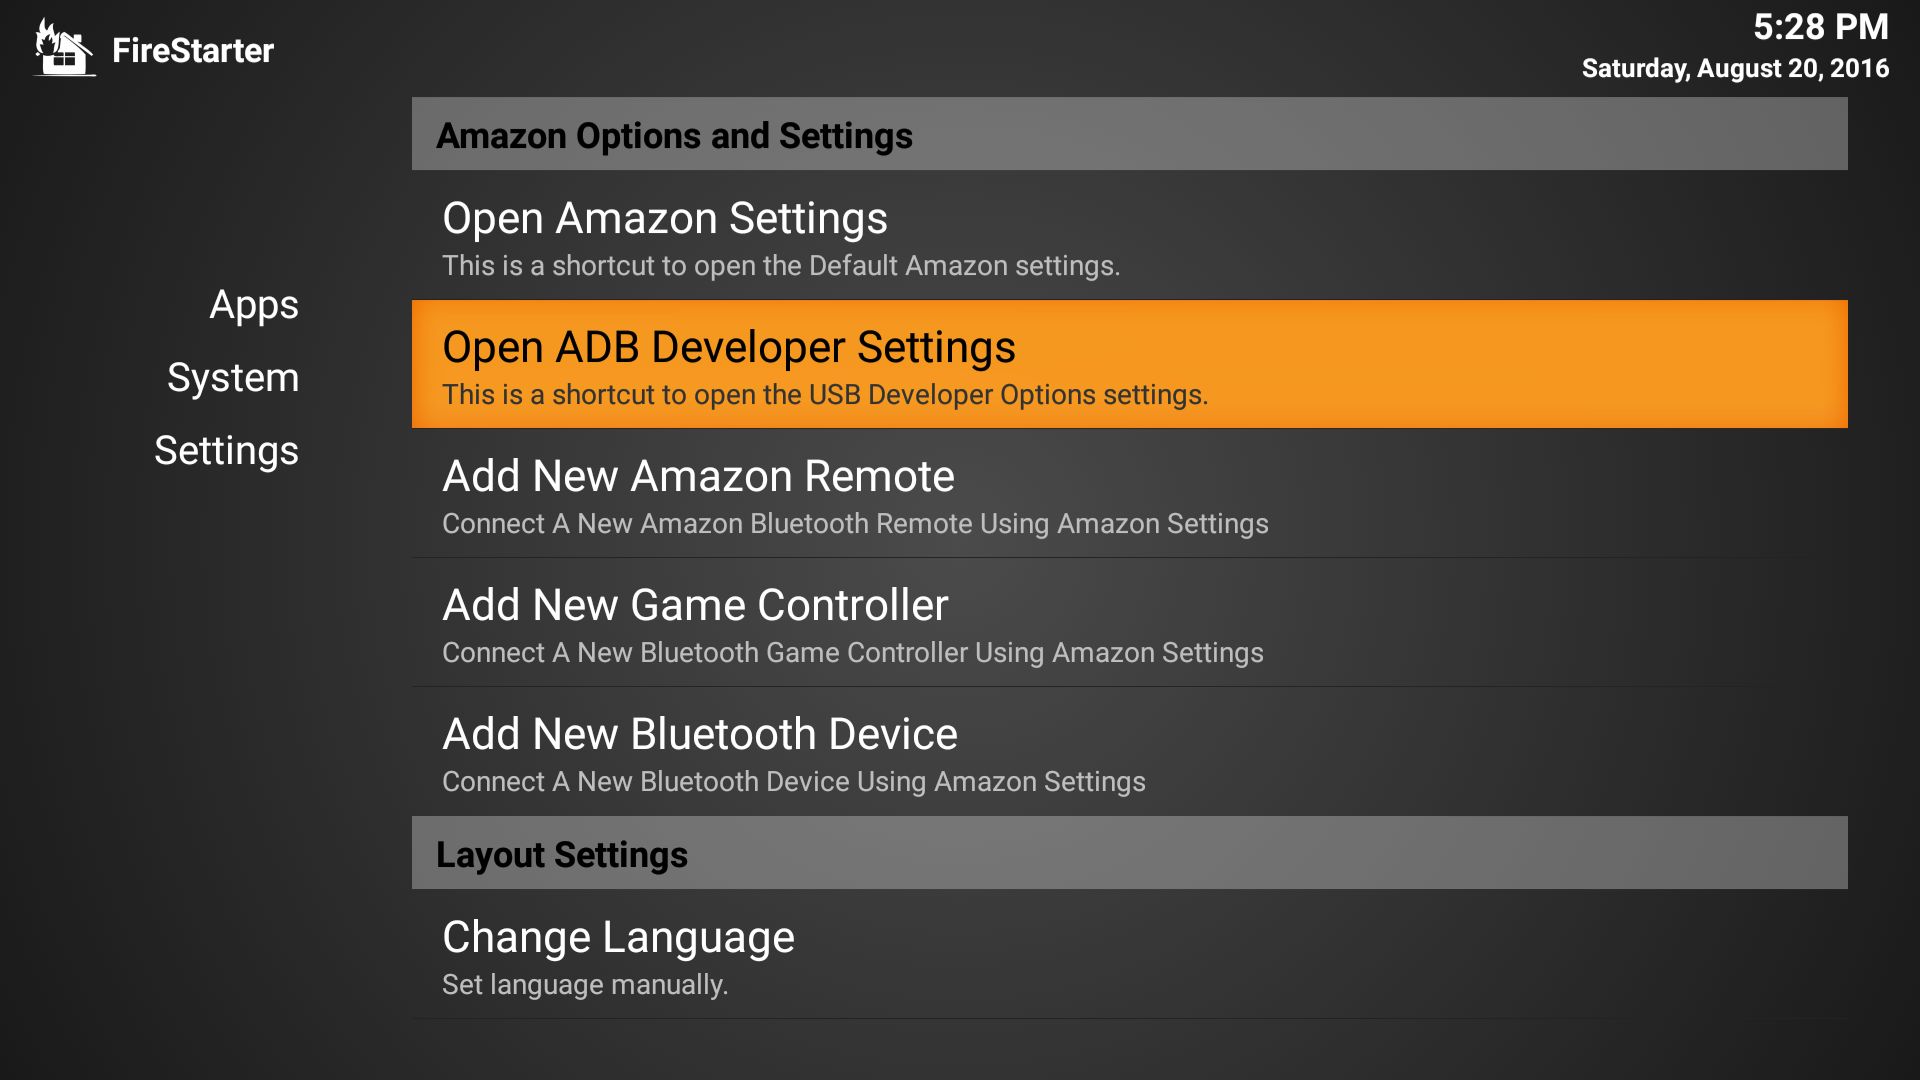 FireStarter
5:28 PM
Saturday, August 20, 2016
Apps
System
Settings
Amazon Options and Settings
Open Amazon Settings
This is a shortcut to open the Default Amazon settings.
Open ADB Developer Settings
This is a shortcut to open the USB Developer Options settings.
Add New Amazon Remote
Connect A New Amazon Bluetooth Remote Using Amazon Settings
Add New Game Controller
Connect A New Bluetooth Game Controller Using Amazon Settings
Add New Bluetooth Device
Connect A New Bluetooth Device Using Amazon Settings
Layout Settings
Change Language
Set language manually.